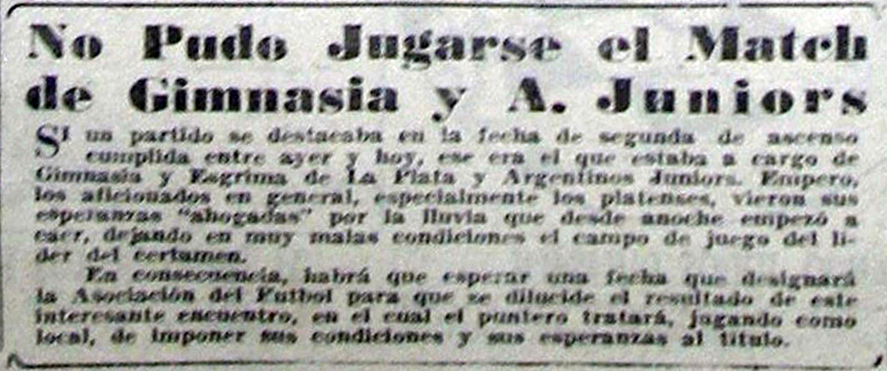 No Pudo Jugarse el Match
de Gimnasia y A. Juniors
SI un partido se destacaba en la fecha de segunda de ascenso
cumplida entre ayer y hoy, ese era el que estaba a cargo de
Gimnasia y Esgrima de La Plata y Argentinos Juniors. Empero,
los aficionados en general, especialmente los platenses, vieron sus
esperanzas "ahogadas" por la lluvia que desde anoche empezó a
caer, dejando en muy malas condiciones el campo de juego del lí-
der del certamen.
En consecuencia, habrá que esperar una fecha que designará
la Asociación del Futbol para que se dilucide el resultado de este
interesante encuentro, en el cual el puntero tratará, jugando como
local, de imponer sus condiciones y sus esperanzas al título.